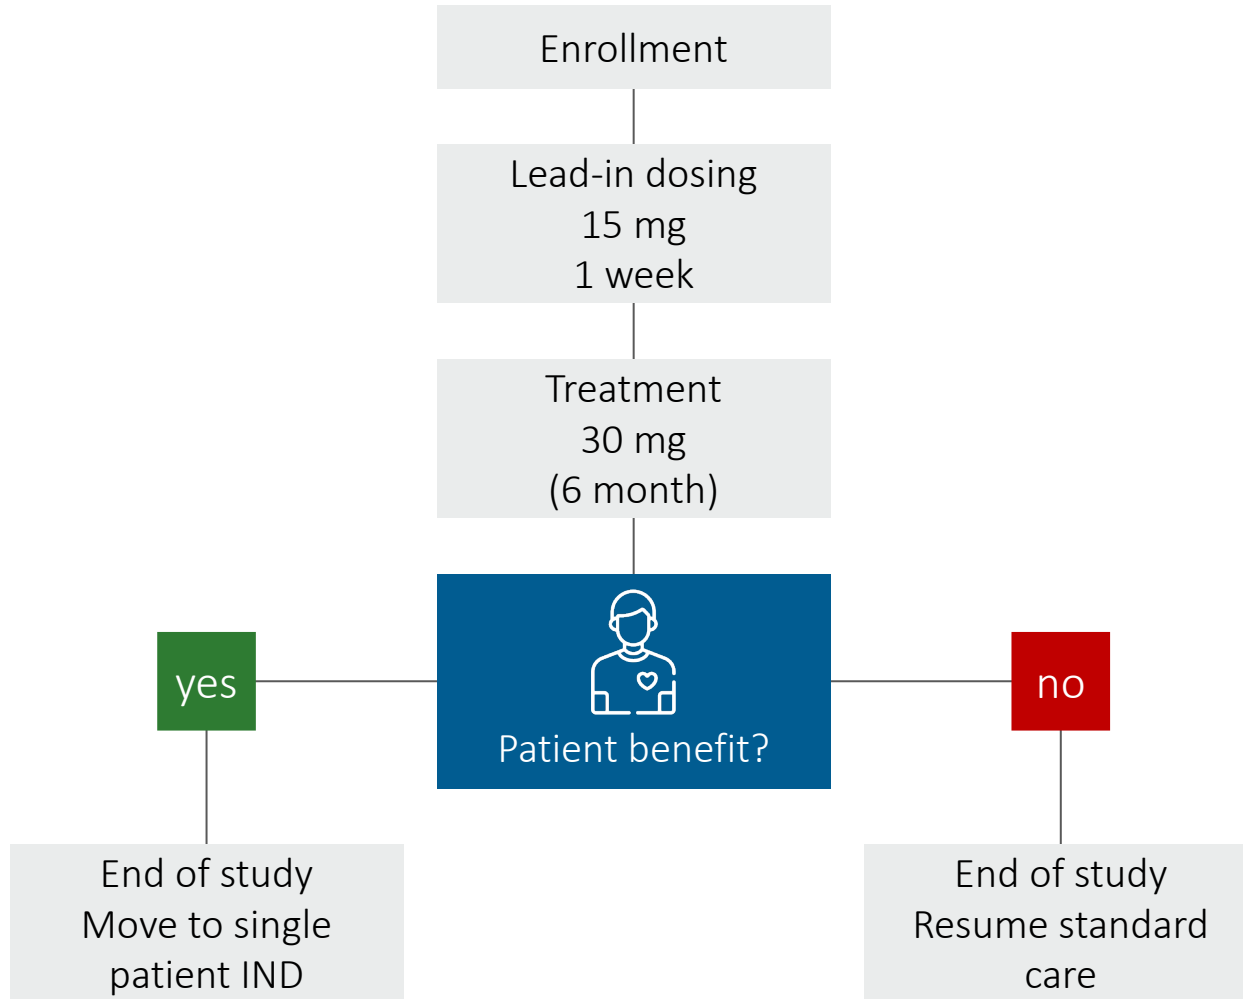 Enrollment
Lead-in dosing
15 mg
1 week
Treatment
30 mg
(6 month)
Patient benefit?
yes
no
End of study
Move to single
patient IND
End of study
Resume standard
care